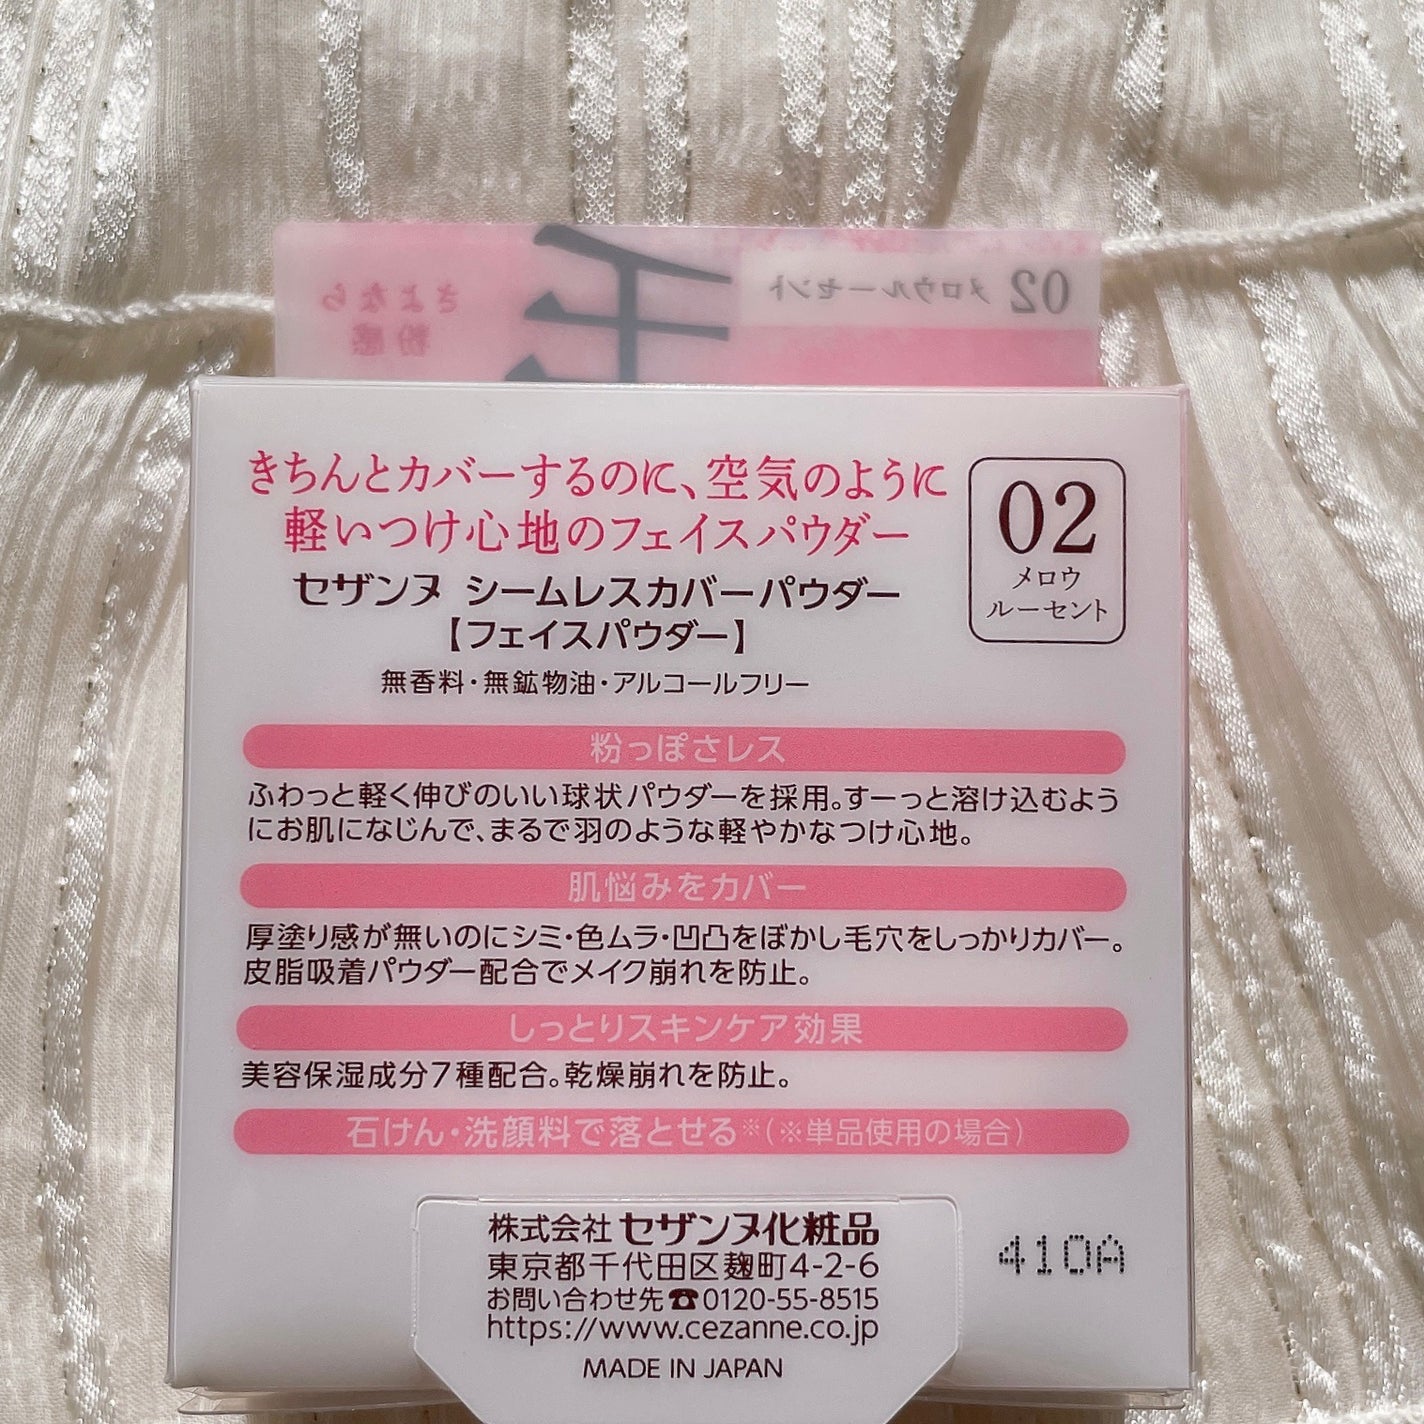 さよなら
粉感
毛
02 メロウルーセント
きちんとカバーするのに、空気のように
軽いつけ心地のフェイスパウダー
02
メロウ
ルーセント
セザンヌ シームレスカバーパウダー
【フェイスパウダー】
無香料・無鉱物油・アルコールフリー
粉っぽさレス
ふわっと軽く伸びのいい球状パウダーを採用。すーっと溶け込むよう
にお肌になじんで、まるで羽のような軽やかなつけ心地。
肌悩みをカバー
厚塗り感が無いのにシミ・色ムラ・凹凸をぼかし毛穴をしっかりカバー。
皮脂吸着パウダー配合でメイク崩れを防止。
しっとりスキンケア効果
美容保湿成分7種配合。乾燥崩れを防止。
石けん・洗顔料で落とせる※(※単品使用の場合)
株式会社 セザンヌ化粧品
東京都千代田区麹町4-2-6
お問い合わせ先☎0120-55-8515
https://www.cezanne.co.jp
MADE IN JAPAN
410A